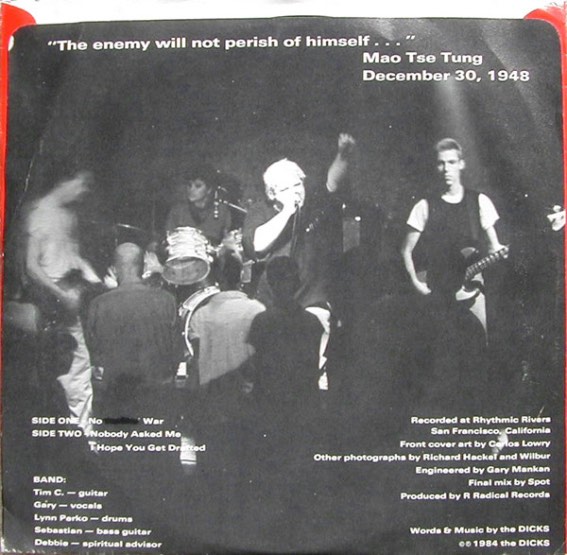 "The enemy will not perish of himself . . ."
Mao Tse Tung
December 30, 1948
SIDE ONE - No War
SIDE TWO - Nobody Asked Me
I Hope You Get Drafted
BAND:
Tim C. — guitar
Gary — vocals
Lynn Perko — drums
Sebastian — bass guitar
Debbie — spiritual advisor
Recorded at Rhythmic Rivers
San Francisco, California
Front cover art by Carlos Lowry
Other photographs by Richard Hackel and Wilbur
Engineered by Gary Mankan
Final mix by Spot
Produced by R Radical Records
Words & Music by the DICKS
©℗ 1984 the DICKS